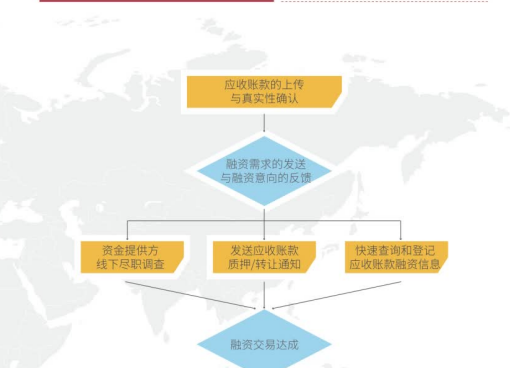 应收账款的上传
与真实性确认
融资需求的发送
与融资意向的反馈
资金提供方
线下尽职调查
发送应收账款
质押/转让通知
快速查询和登记
应收账款融资信息
融资交易达成